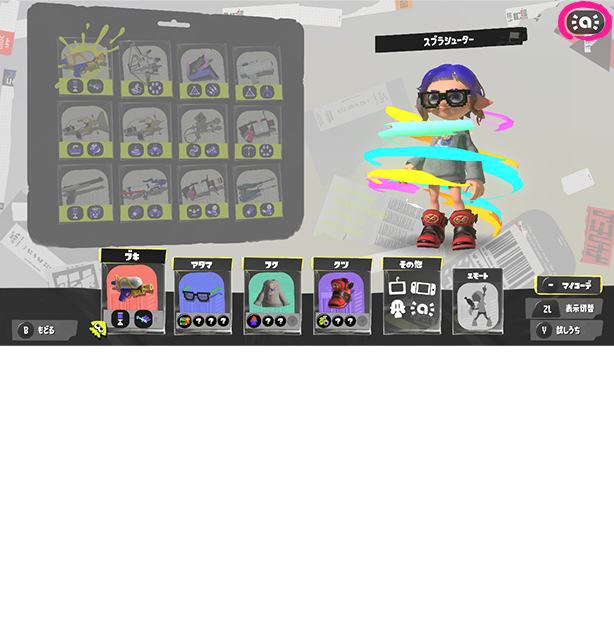 スプラシューター
a
ブキ
アタマ
フク
クツ
その他
エモート
? ? ?
? ? ?
? ?
a
- マイコーデ
ZL 表示切替
Y 試しうち
B もどる